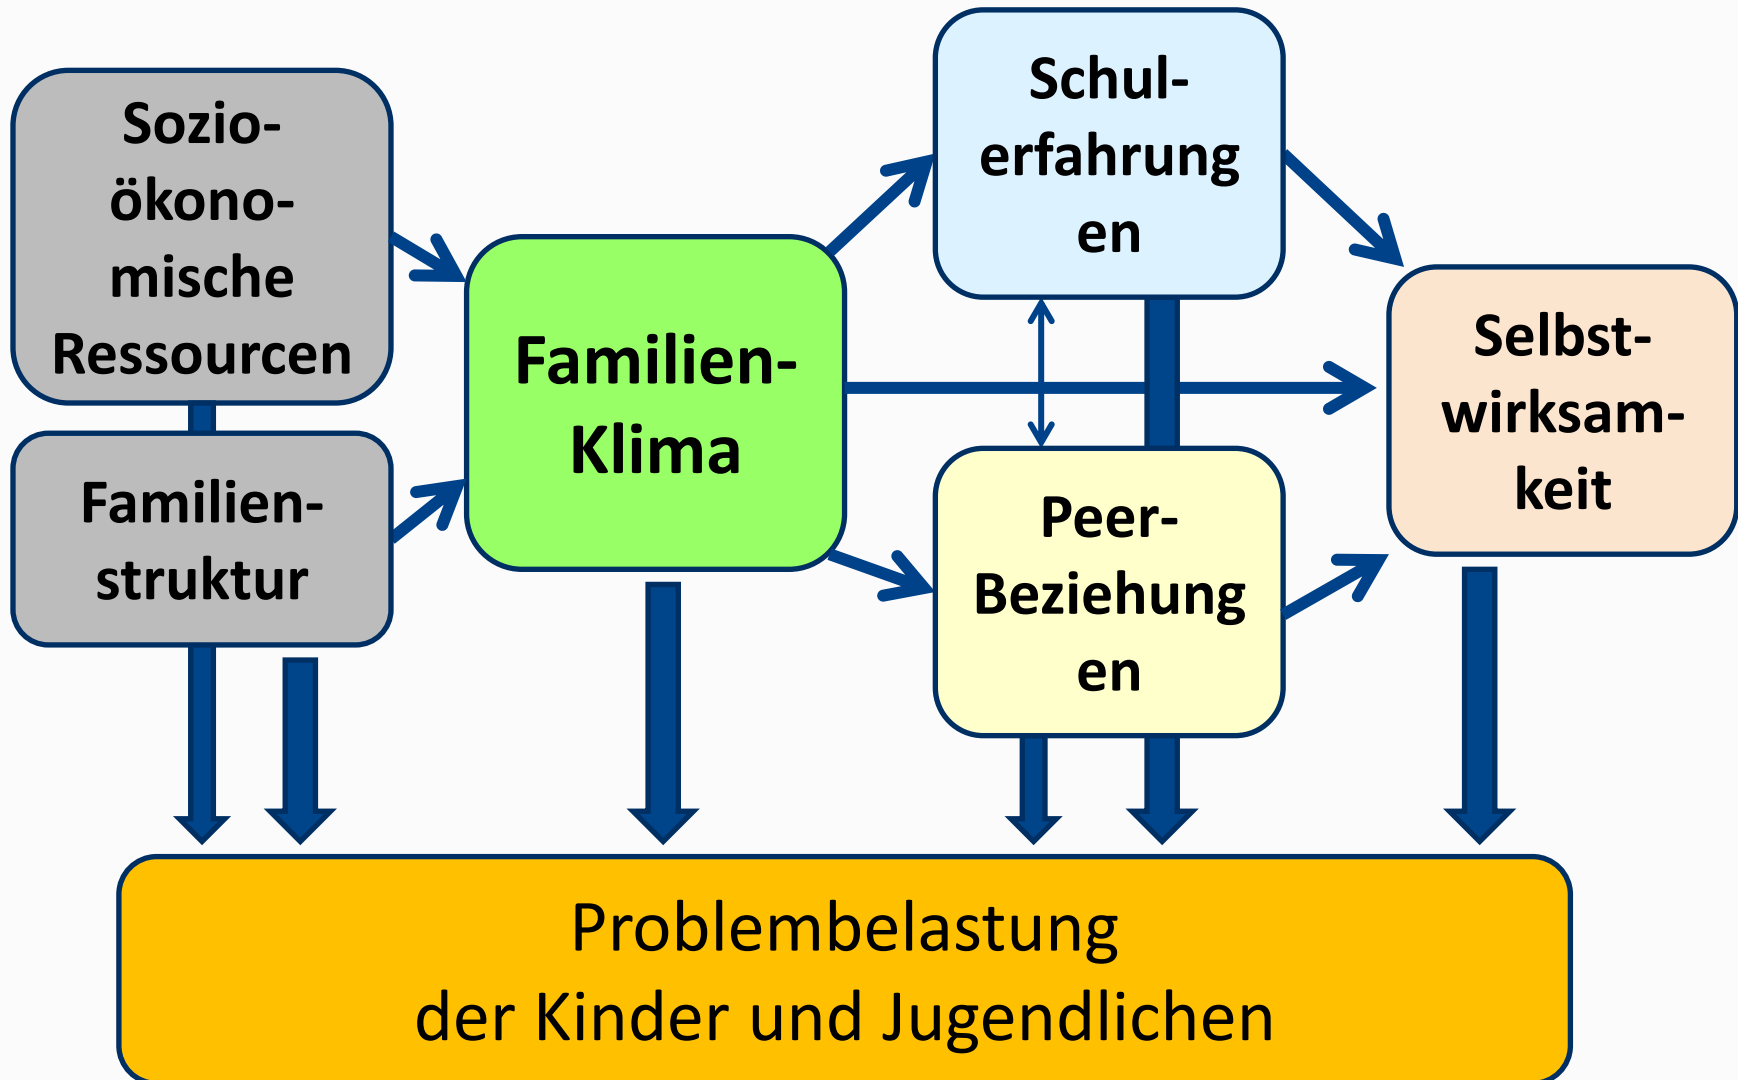 Sozio-
ökono-
mische
Ressourcen
Familien-
struktur
Familien-
Klima
Schul-
erfahrung
en
Peer-
Beziehung
en
Selbst-
wirksam-
keit
Problembelastung
der Kinder und Jugendlichen